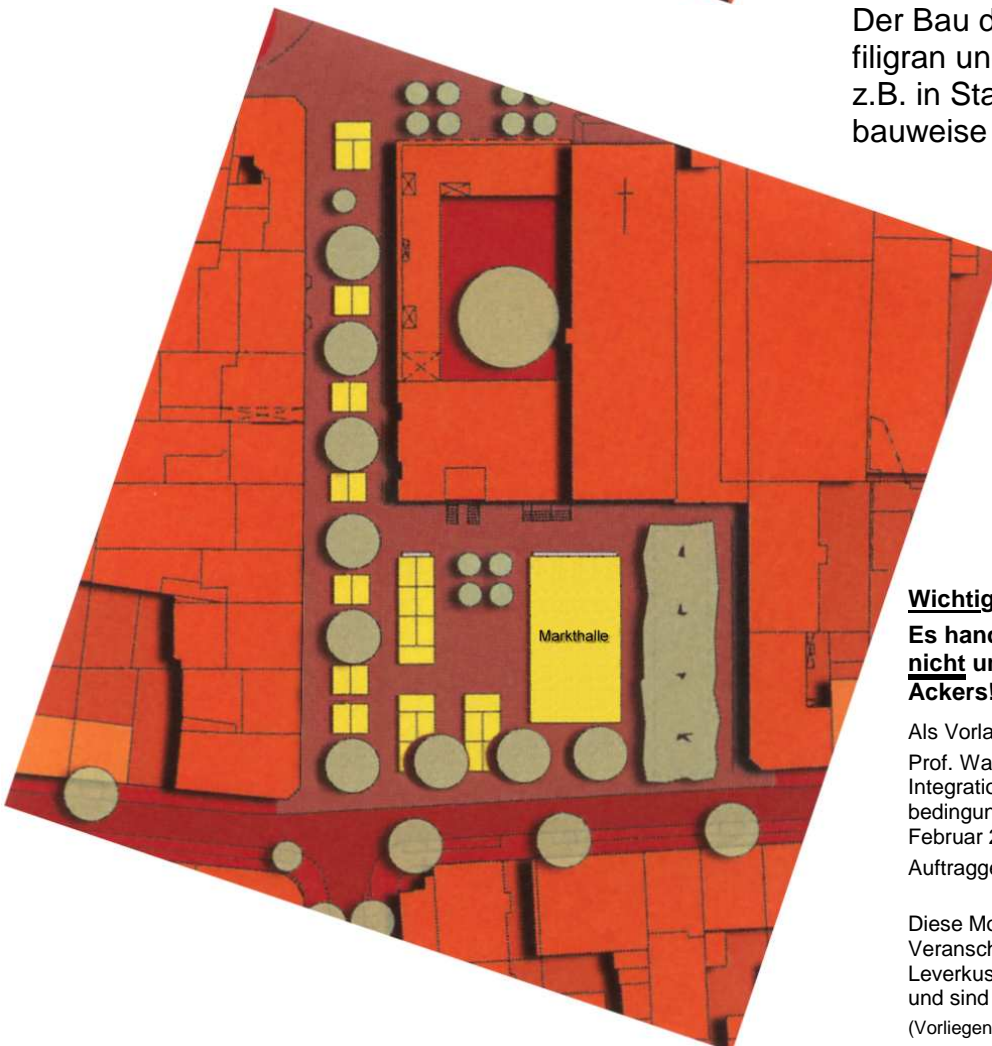 Der Bau d
filigran un
z.B. in Sta
bauweise
Markthalle
Wichtig
Es hand
nicht un
Ackers!
Als Vorla
Prof. Wa
Integratio
bedingun
Februar 2
Auftragge
Diese Mo
Veransch
Leverkus
und sind
(Vorliegen